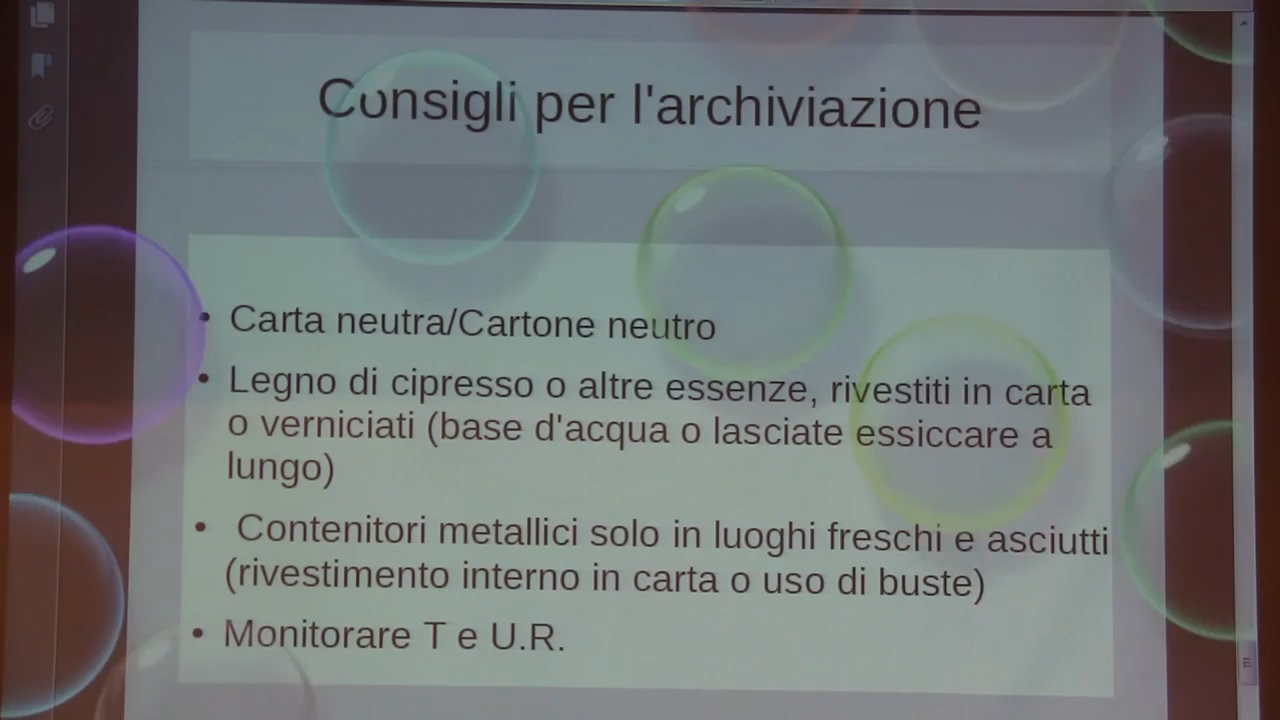 Consigli per l'archiviazione
• Carta neutra/Cartone neutro
• Legno di cipresso o altre essenze, rivestiti in carta
o verniciati (base d'acqua o lasciate essiccare a
lungo)
• Contenitori metallici solo in luoghi freschi e asciutti
(rivestimento interno in carta o uso di buste)
• Monitorare T e U.R.